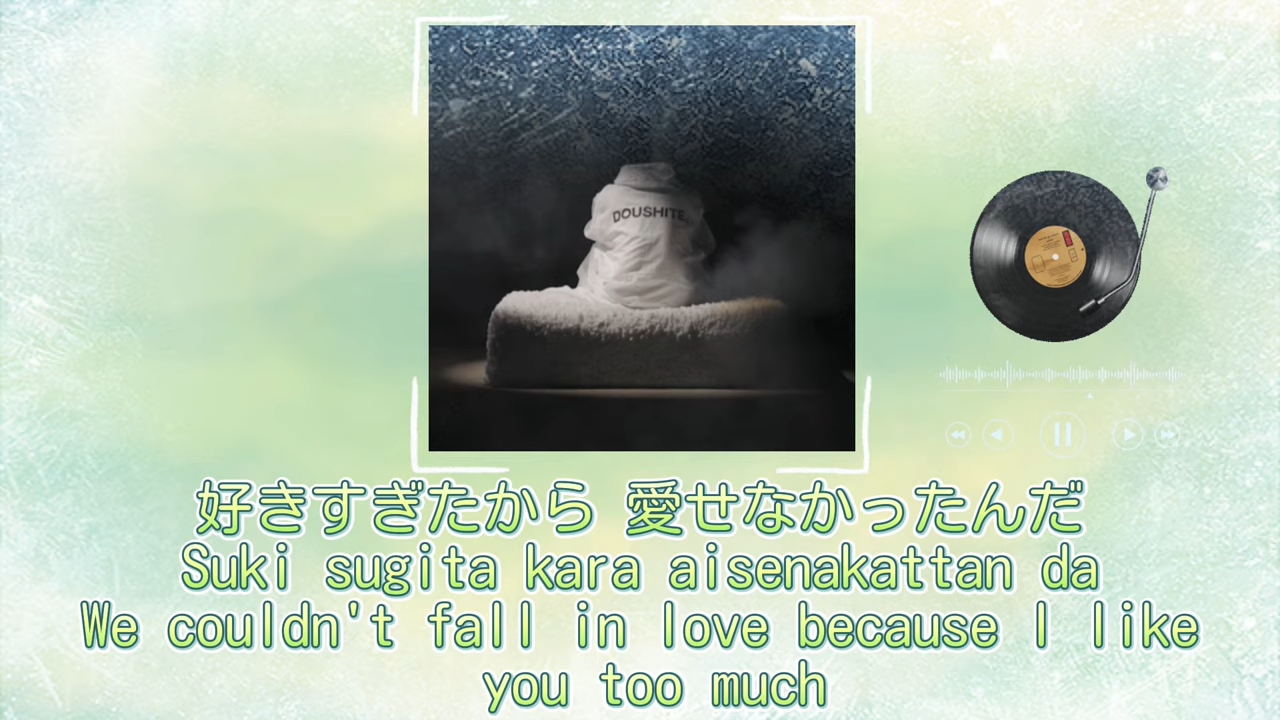 DOUSHITE
好きすぎたから 愛せなかったんだ
Suki sugita kara aisenakattan da
We couldn't fall in love because I like
you too much